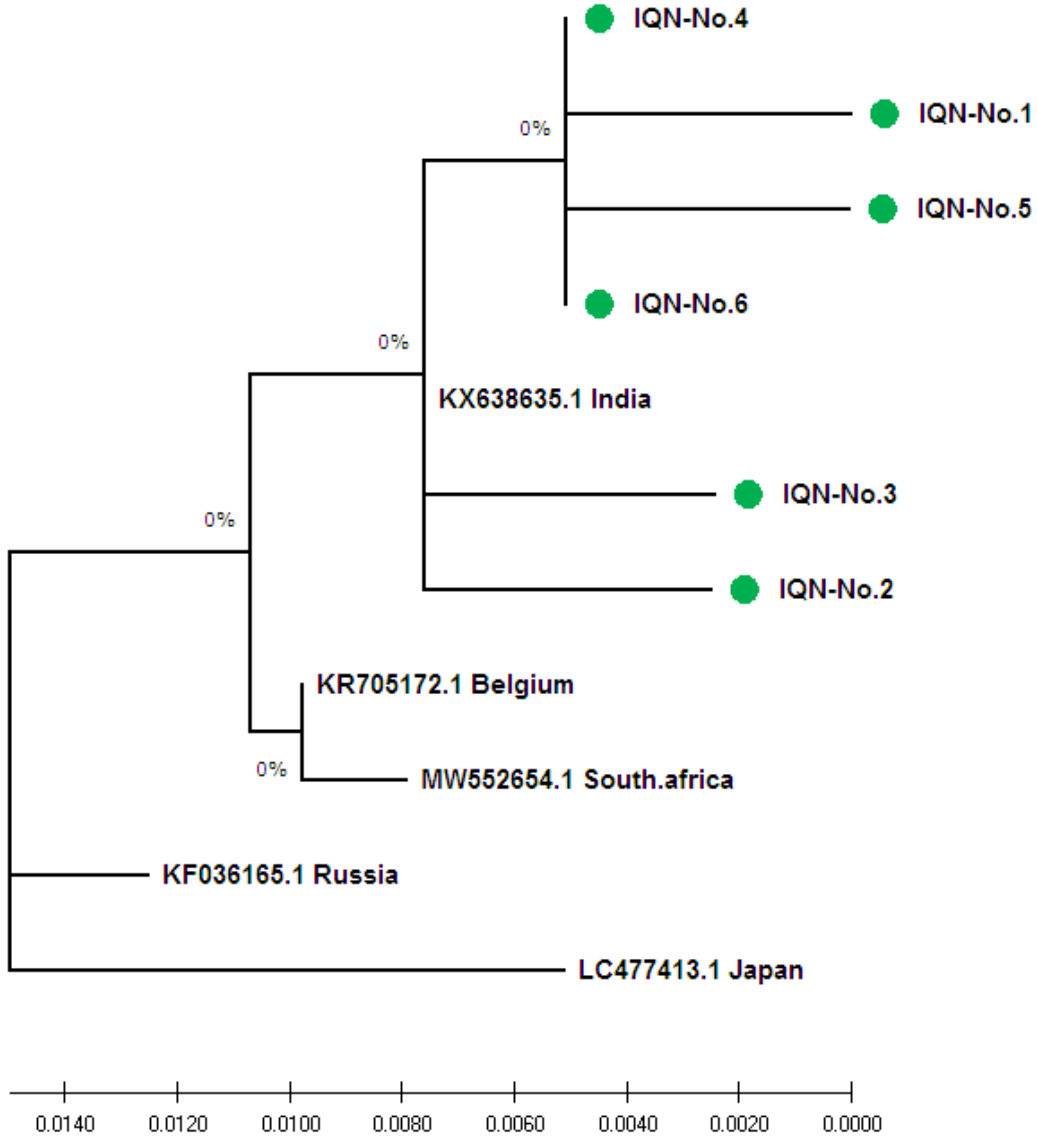 IQN-No.4
IQN-No.1
0%
IQN-No.5
IQN-No.6
0%
KX638635.1 India
IQN-No.3
0%
IQN-No.2
KR705172.1 Belgium
0%
MW552654.1 South.africa
KF036165.1 Russia
LC477413.1 Japan
0.0140 0.0120 0.0100 0.0080 0.0060 0.0040 0.0020 0.0000